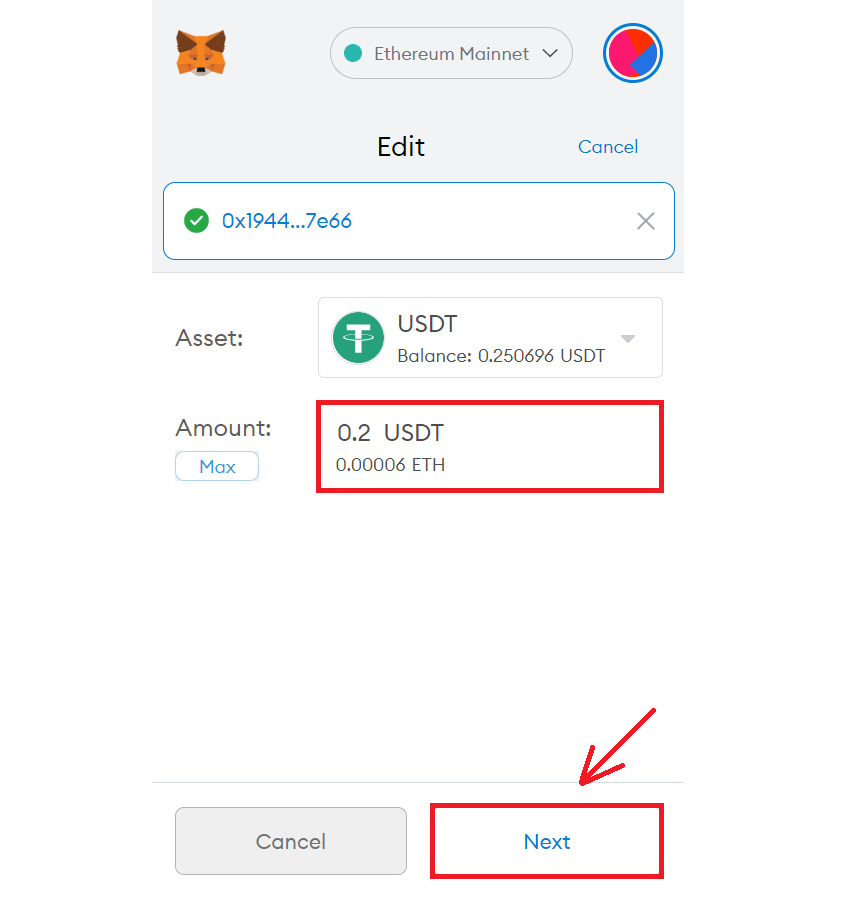 Ethereum Mainnet
Edit
Cancel
0x1944...7e66
Asset:
USDT
Balance: 0.250696 USDT
Amount:
Max
0.2 USDT
0.00006 ETH
Cancel
Next